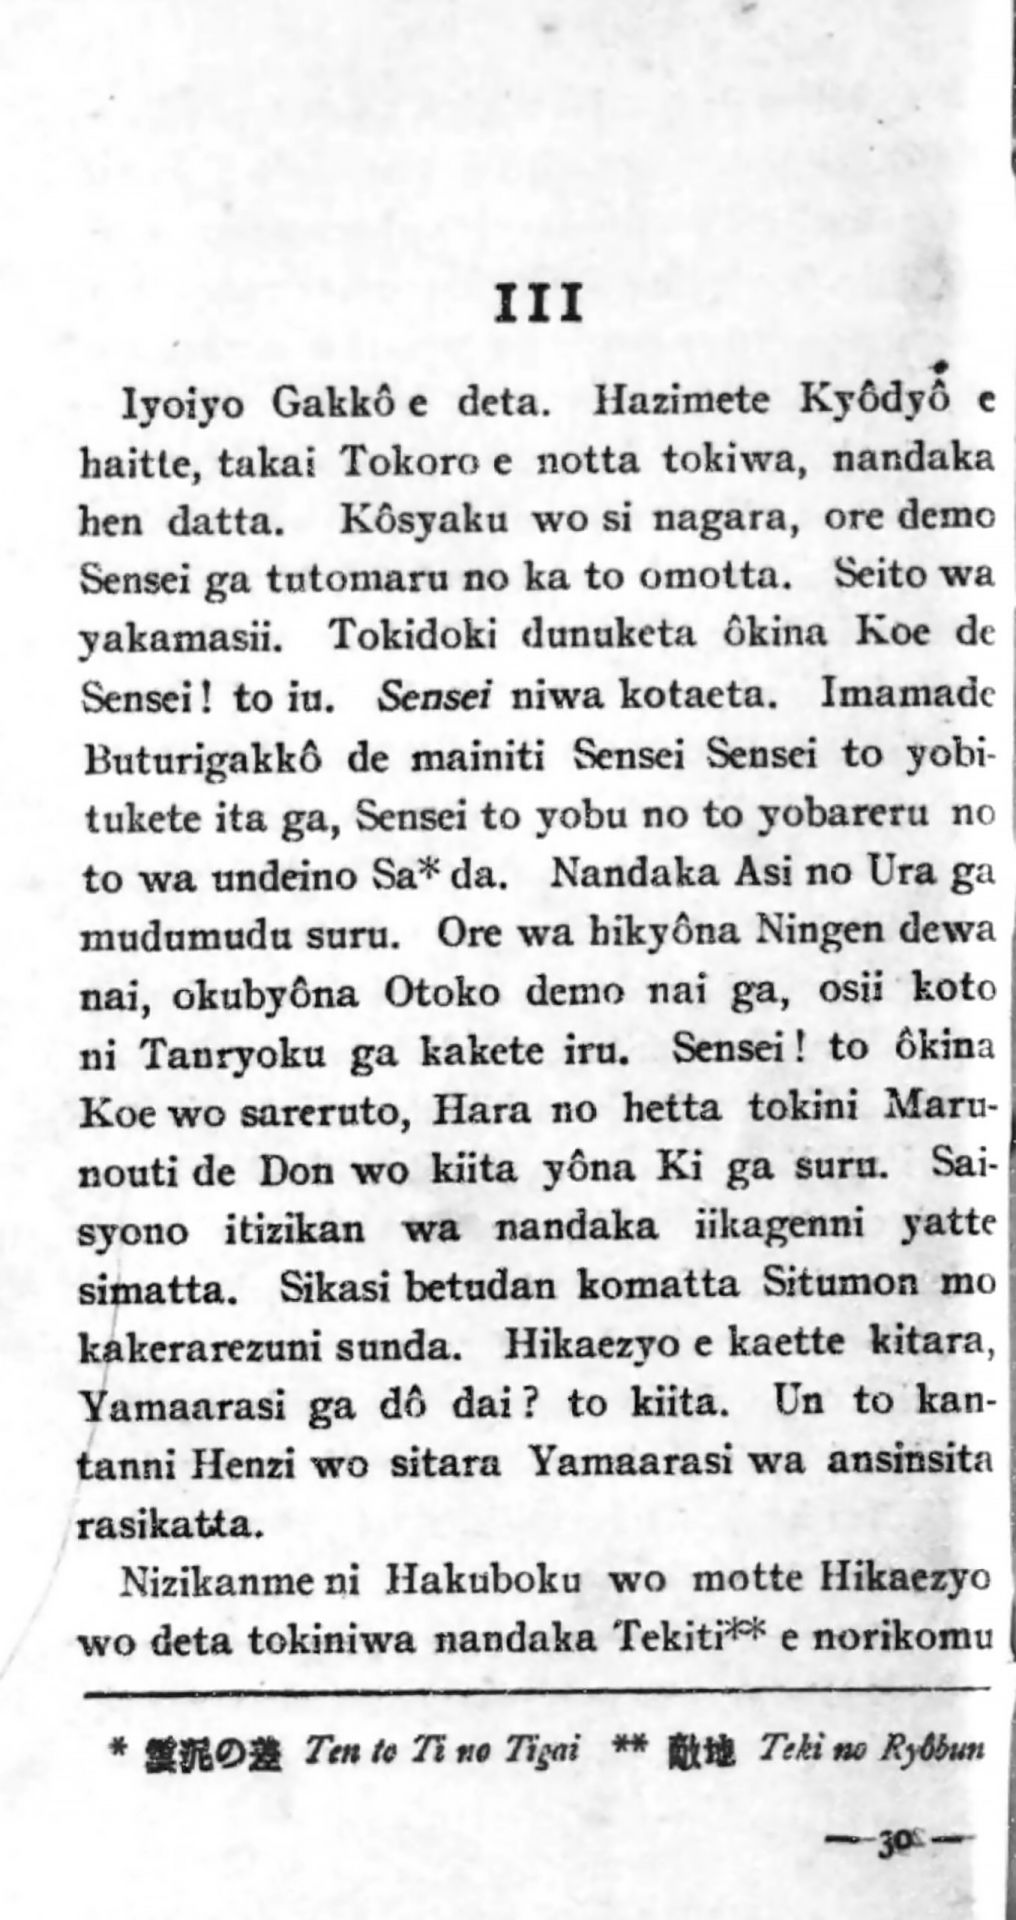 III
Iyoiyo Gakkô e deta. Hazimete Kyôdyô e
haitte, takai Tokoro e notta tokiwa, nandaka
hen datta. Kôsyaku wo si nagara, ore demo
Sensei ga tutomaru no ka to omotta. Seito wa
yakamasii. Tokidoki dunuketa ôkina Koe de
Sensei! to iu. Sensei niwa kotaeta. Imamade
Buturigakkô de mainiti Sensei Sensei to yobi-
tukete ita ga, Sensei to yobu no to yobareru no
to wa undeino Sa* da. Nandaka Asi no Ura ga
mudumudu suru. Ore wa hikyôna Ningen dewa
nai, okubyôna Otoko demo nai ga, osii koto
ni Tanryoku ga kakete iru. Sensei! to ôkina
Koe wo sareruto, Hara no hetta tokini Maru-
nouti de Don wo kiita yôna Ki ga suru. Sai-
syono itizikan wa nandaka iikagenni yatte
simatta. Sikasi betudan komatta Situmon mo
kakerarezuni sunda. Hikaezyo e kaette kitara,
Yamaarasi ga dô dai? to kiita. Un to kan-
tanni Henzi wo sitara Yamaarasi wa ansinsita
rasikatta.
Nizikanme ni Hakuboku wo motte Hikaezyo
wo deta tokiniwa nandaka Tekiti** e norikomu
* 雲泥の差 Ten to Ti no Tigai ** 敵地 Teki no Ryôbun
— 30 —